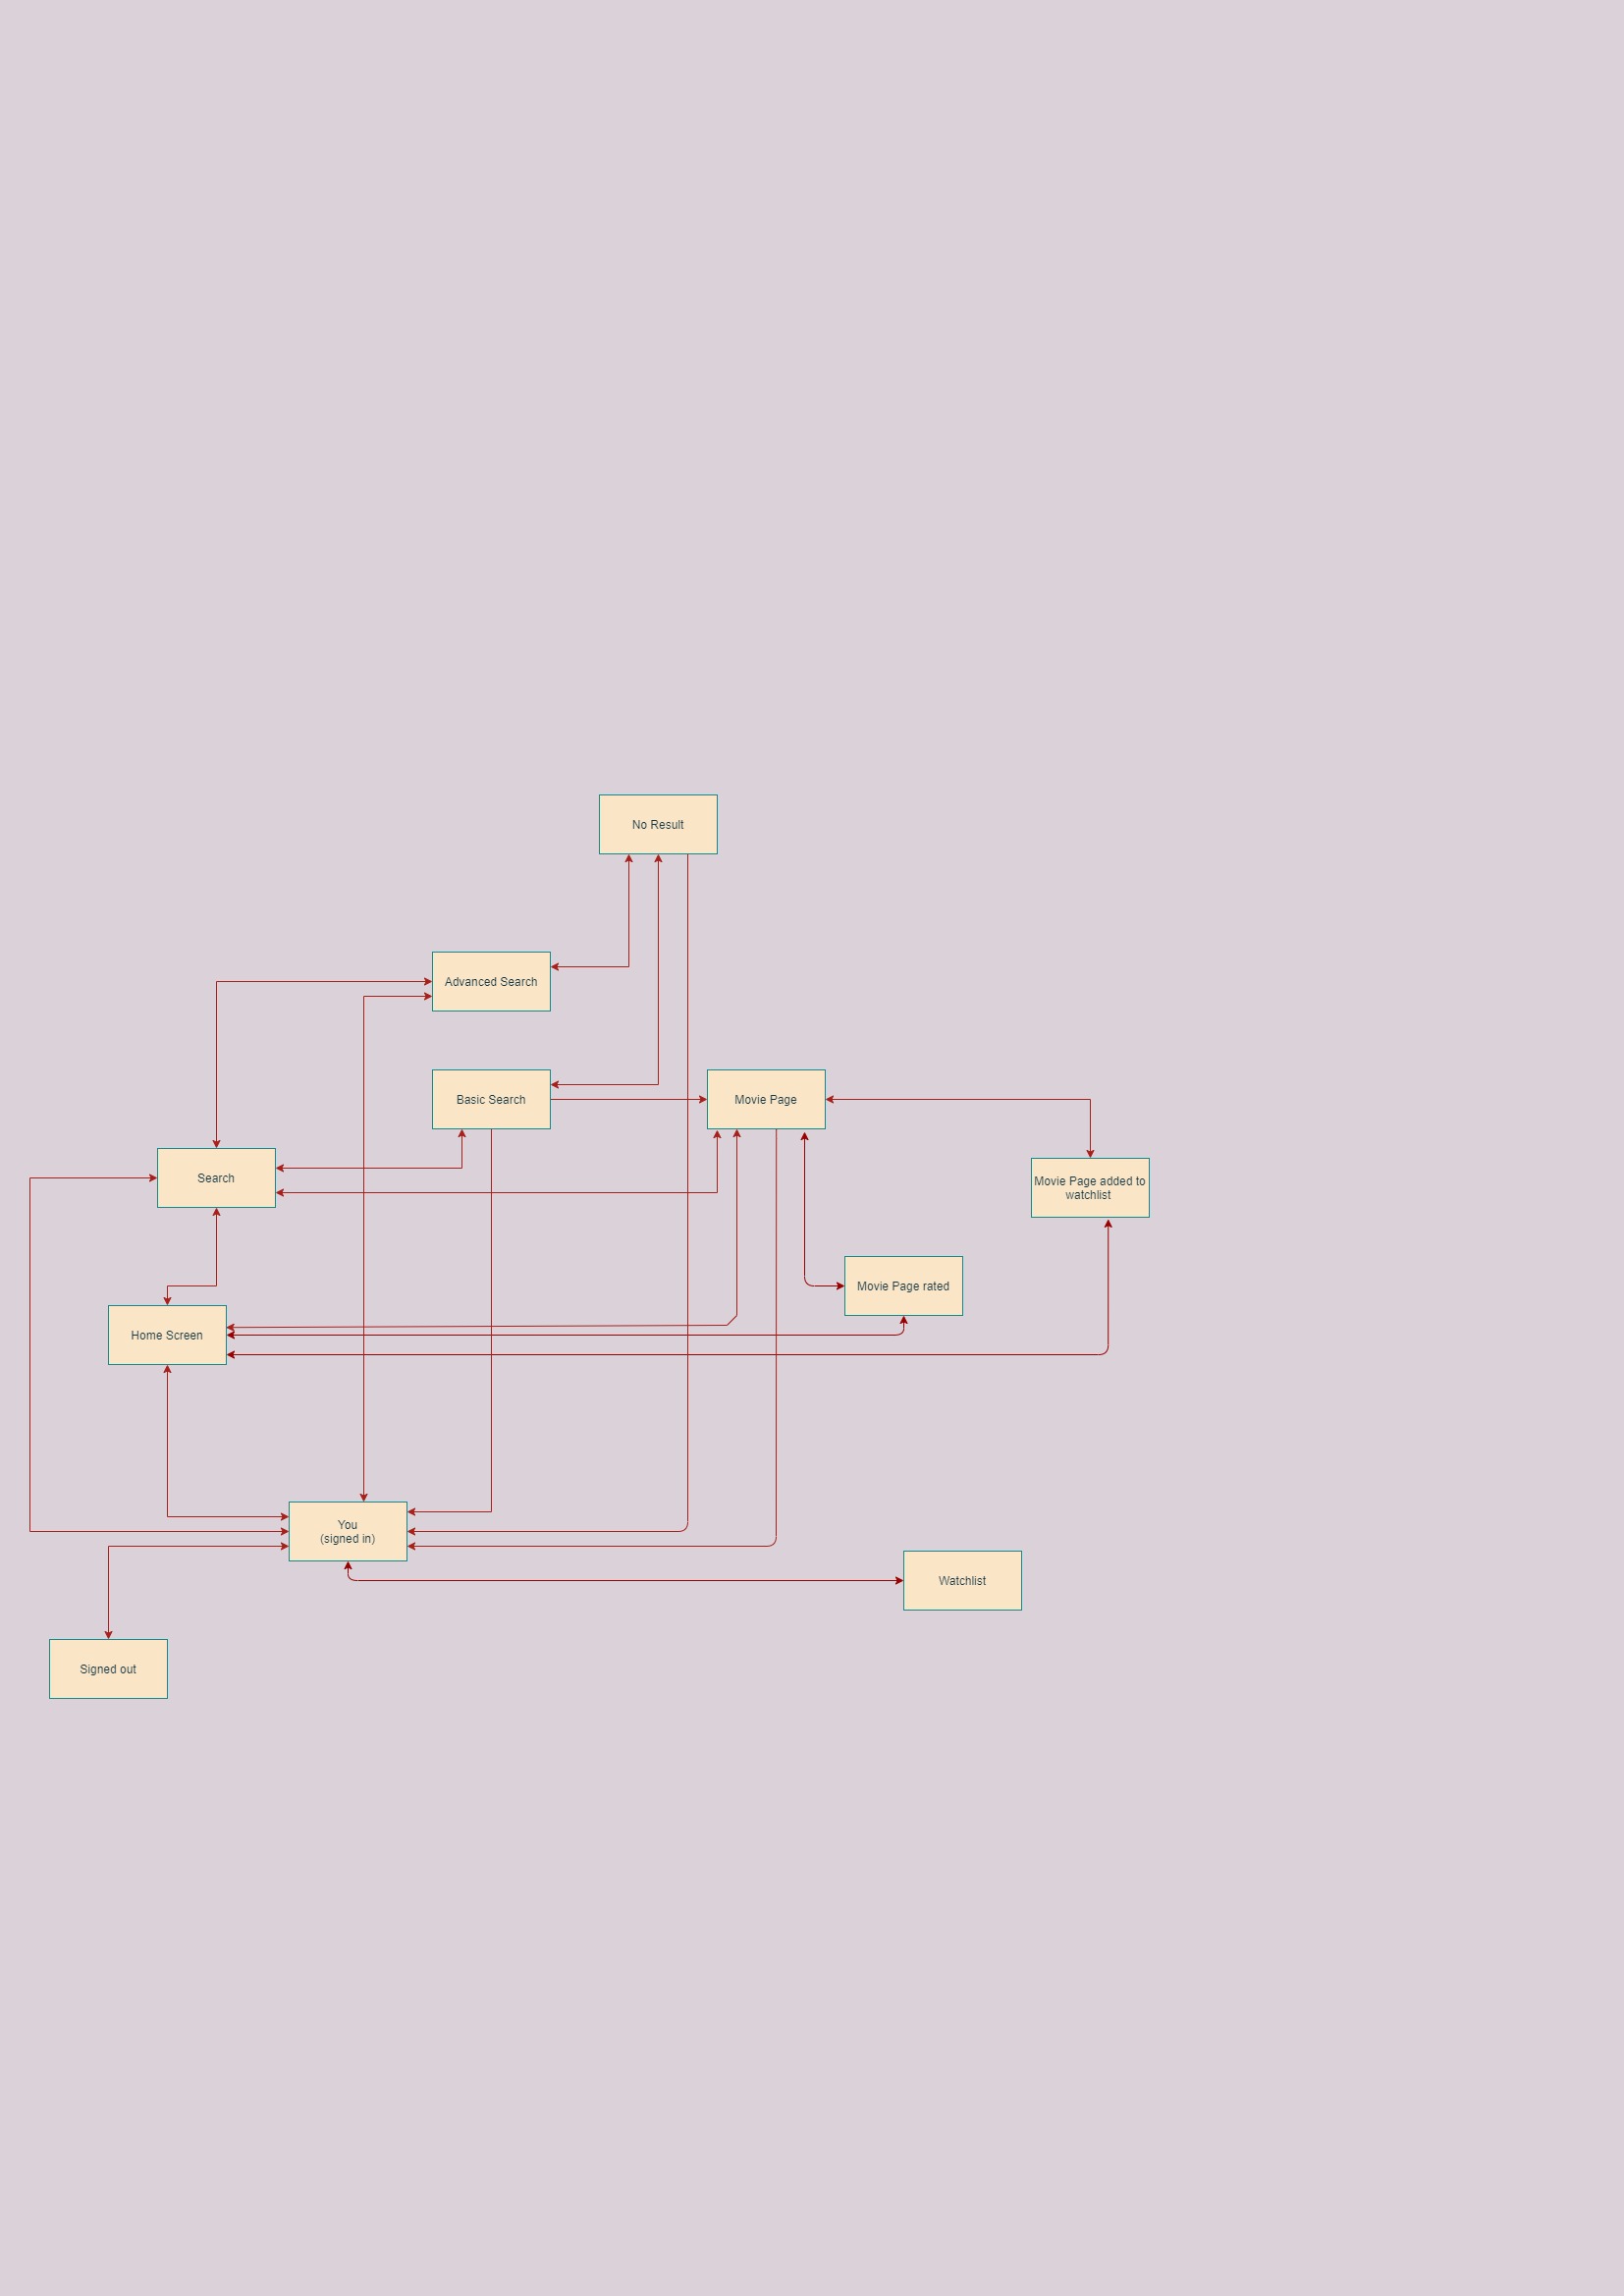 No Result
Advanced Search
Basic Search
Movie Page
Search
Movie Page added to
watchlist
Movie Page rated
Home Screen
You
(signed in)
Watchlist
Signed out